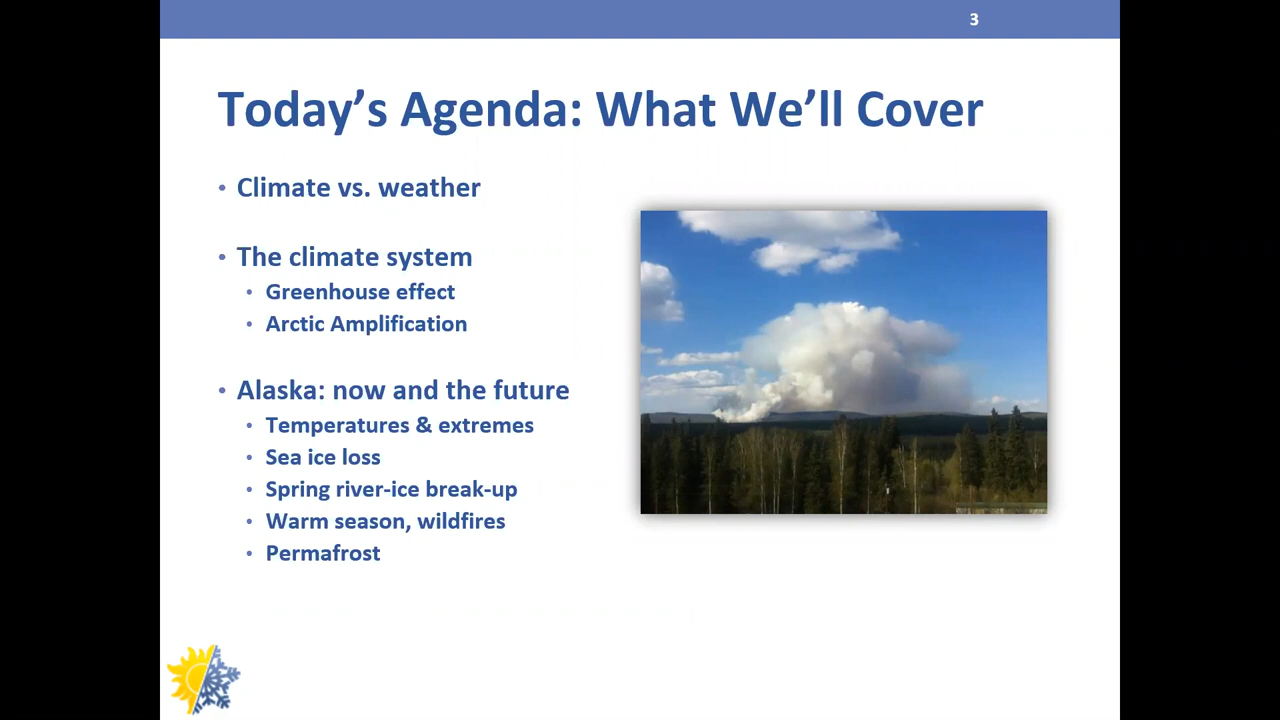 3
Today’s Agenda: What We’ll Cover
• Climate vs. weather
• The climate system
• Greenhouse effect
• Arctic Amplification
• Alaska: now and the future
• Temperatures & extremes
• Sea ice loss
• Spring river-ice break-up
• Warm season, wildfires
• Permafrost